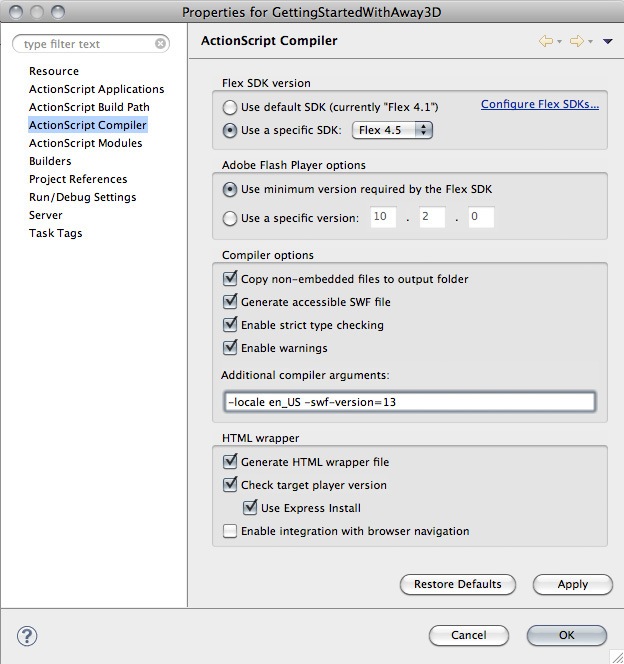 Properties for GettingStartedWithAway3D
type filter text
Resource
ActionScript Applications
ActionScript Build Path
ActionScript Compiler
ActionScript Modules
Builders
Project References
Run/Debug Settings
Server
Task Tags
ActionScript Compiler
Flex SDK version
Use default SDK (currently "Flex 4.1")
Configure Flex SDKs...
Use a specific SDK: Flex 4.5
Adobe Flash Player options
Use minimum version required by the Flex SDK
Use a specific version: 10 . 2 . 0
Compiler options
Copy non-embedded files to output folder
Generate accessible SWF file
Enable strict type checking
Enable warnings
Additional compiler arguments:
-locale en_US -swf-version=13
HTML wrapper
Generate HTML wrapper file
Check target player version
Use Express Install
Enable integration with browser navigation
Restore Defaults
Apply
?
Cancel
OK